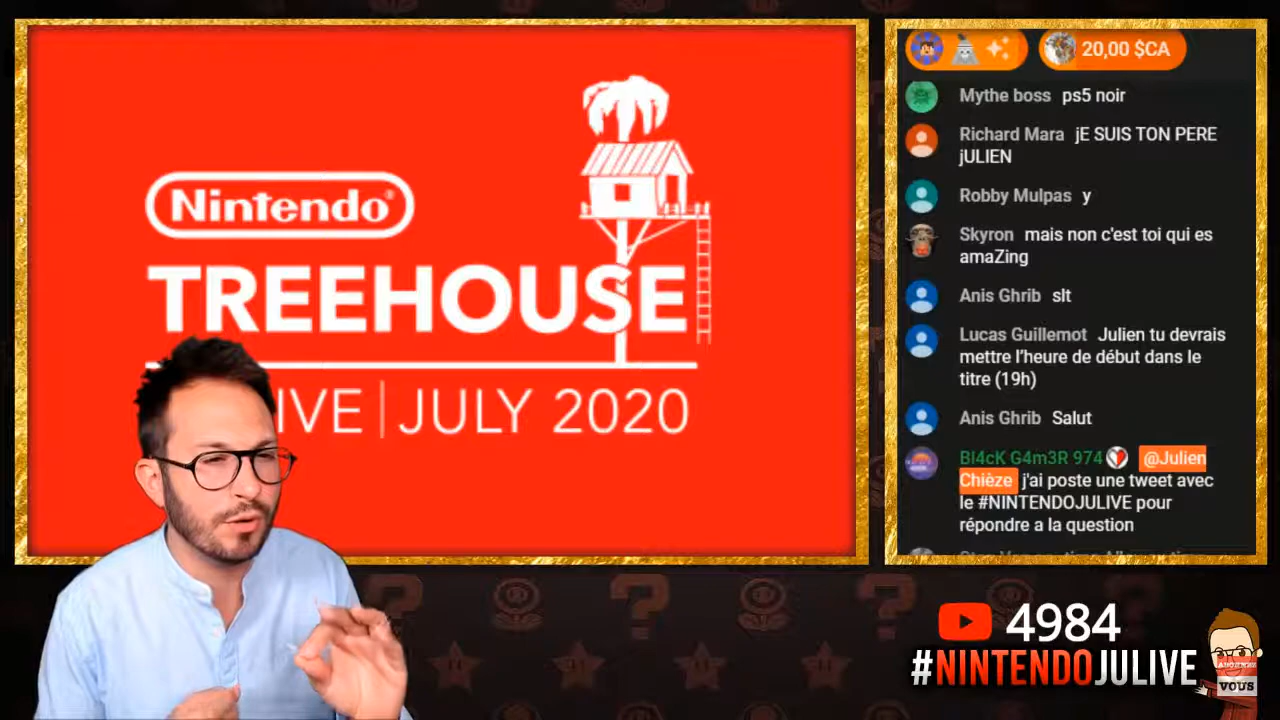 Nintendo®
TREEHOUSE
IVE | JULY 2020
20,00 $CA
Mythe boss ps5 noir
Richard Mara jE SUIS TON PERE
jULIEN
Robby Mulpas y
Skyron mais non c'est toi qui es
amaZing
Anis Ghrib slt
Lucas Guillemot Julien tu devrais
mettre l'heure de début dans le
titre (19h)
Anis Ghrib Salut
Bl4cK G4m3R 974 @Julien
Chièze j'ai poste une tweet avec
le #NINTENDOJULIVE pour
répondre a la question
4984
#NINTENDOJULIVE
ABONNEZ
VOUS